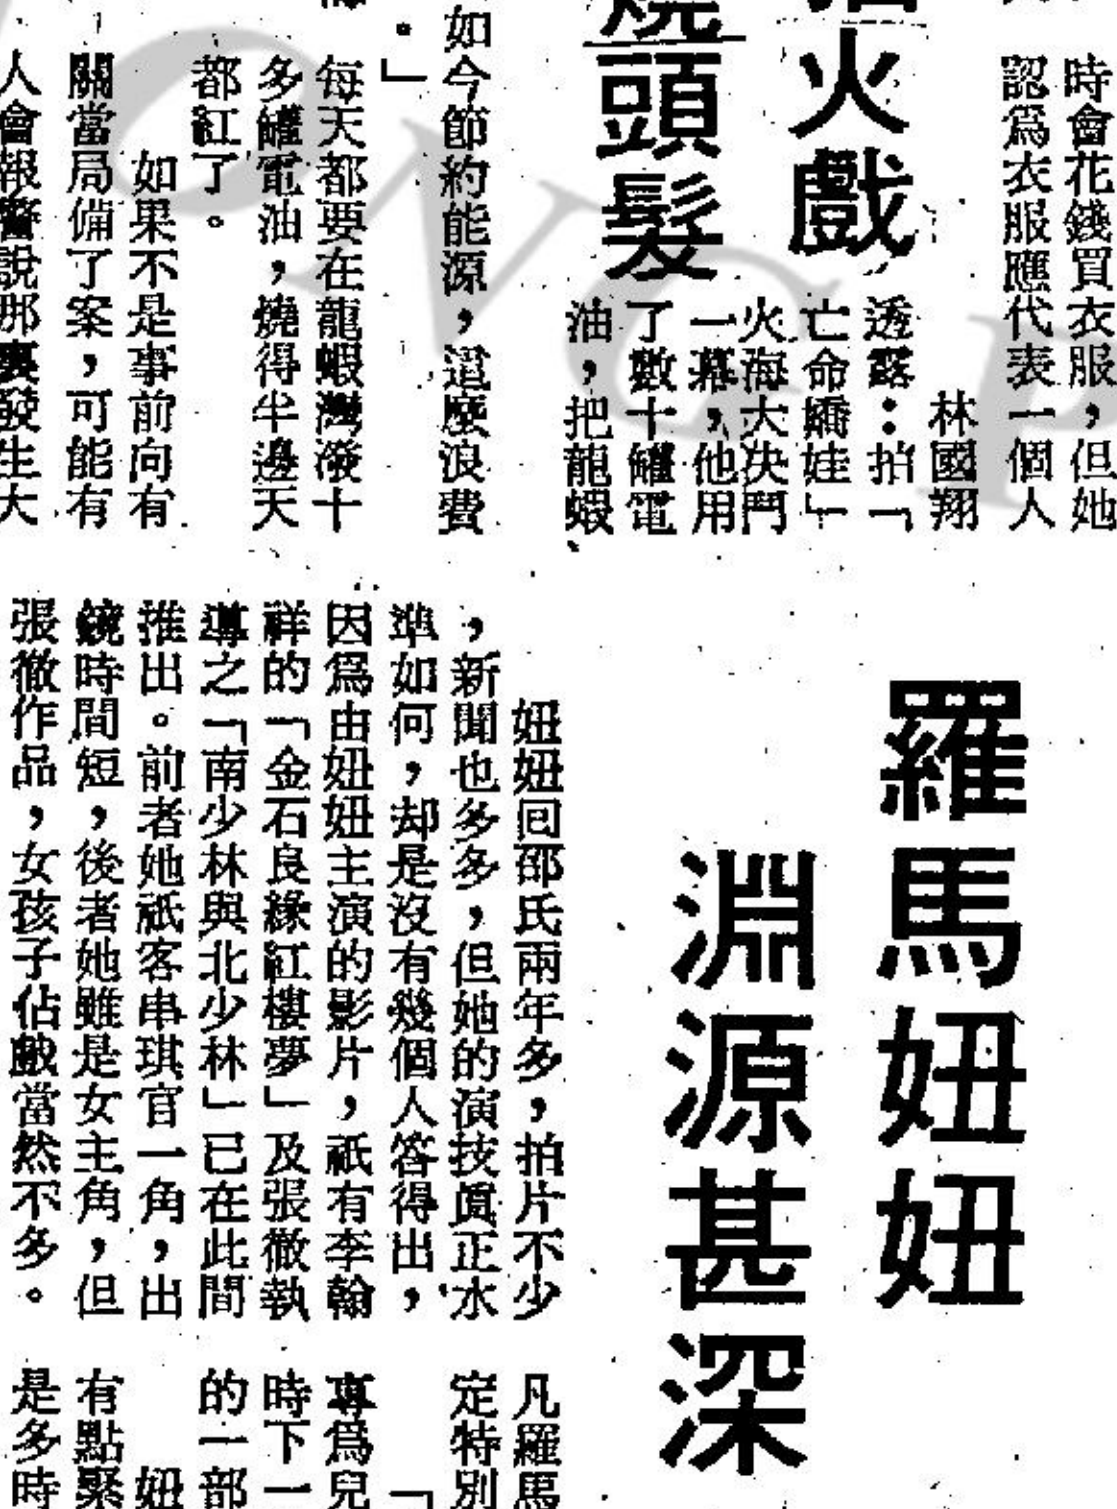 時會花錢買衣服，但她
認爲衣服應代表一個人
火戲
燒頭髮
林國翔
透露：拍「
亡命嬌娃」
火海大決鬥
一幕，他用
了數十罐電
油，把龍蝦
如今節約能源，這麼浪費
。」
每天都要在龍蝦灣潑十
多罐電油，燒得半邊天
都紅了。
如果不是事前向有
關當局備了案，可能有
人會報警說那裏發生大
羅馬妞妞
淵源甚深
妞妞回邵氏兩年多，拍片不少
，新聞也多多，但她的演技眞正水
準如何，却是沒有幾個人答得出，
因爲由妞妞主演的影片，祇有李翰
祥的「金石良緣紅樓夢」及張徹執
導之「南少林與北少林」已在此間
推出。前者她祇客串琪官一角，出
鏡時間短，後者她雖是女主角，但
張徹作品，女孩子佔戲當然不多。
凡羅馬
定特別
「
專爲兒
時下一
的一部
妞
有點緊
是多時